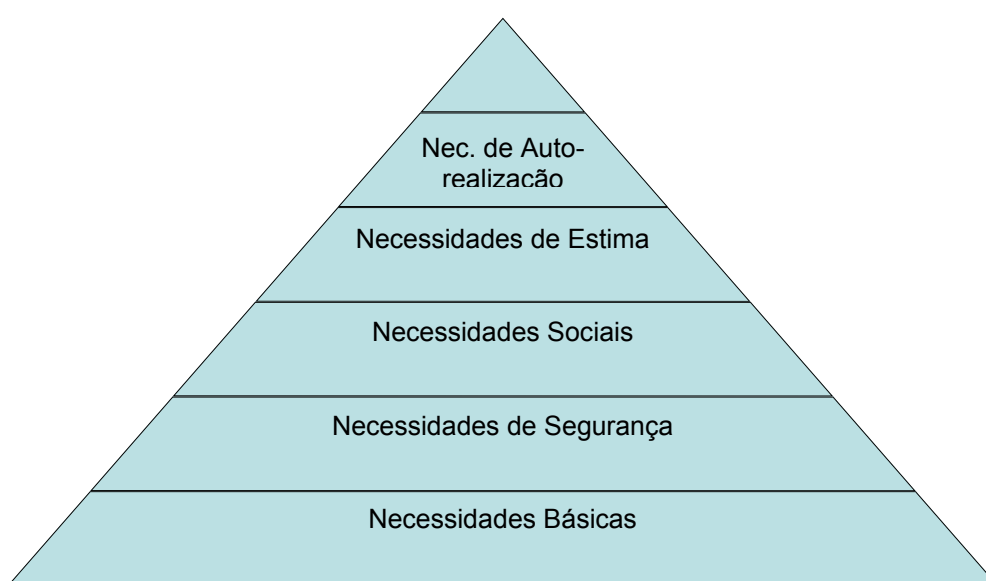 Nec. de Auto-
realização
Necessidades de Estima
Necessidades Sociais
Necessidades de Segurança
Necessidades Básicas